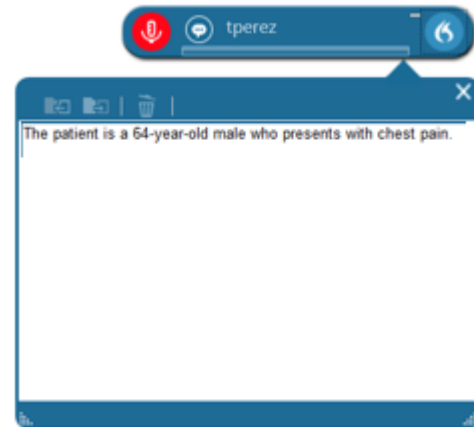 tperez
The patient is a 64-year-old male who presents with chest pain.